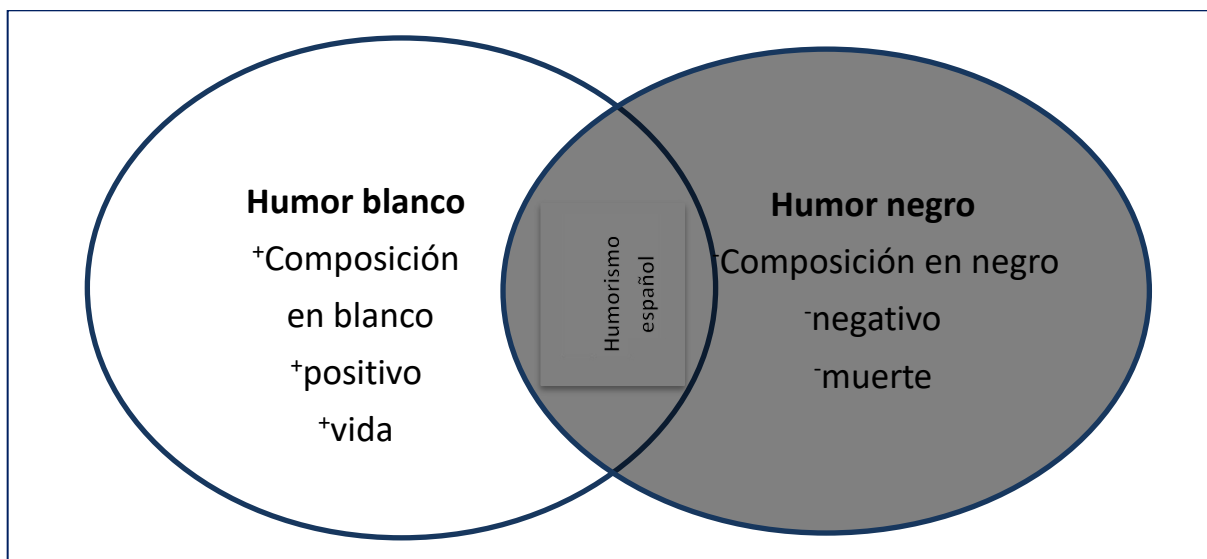 Humor blanco
⁺Composición
en blanco
⁺positivo
⁺vida
Humorismo
español
Humor negro
⁻Composición en negro
⁻negativo
⁻muerte